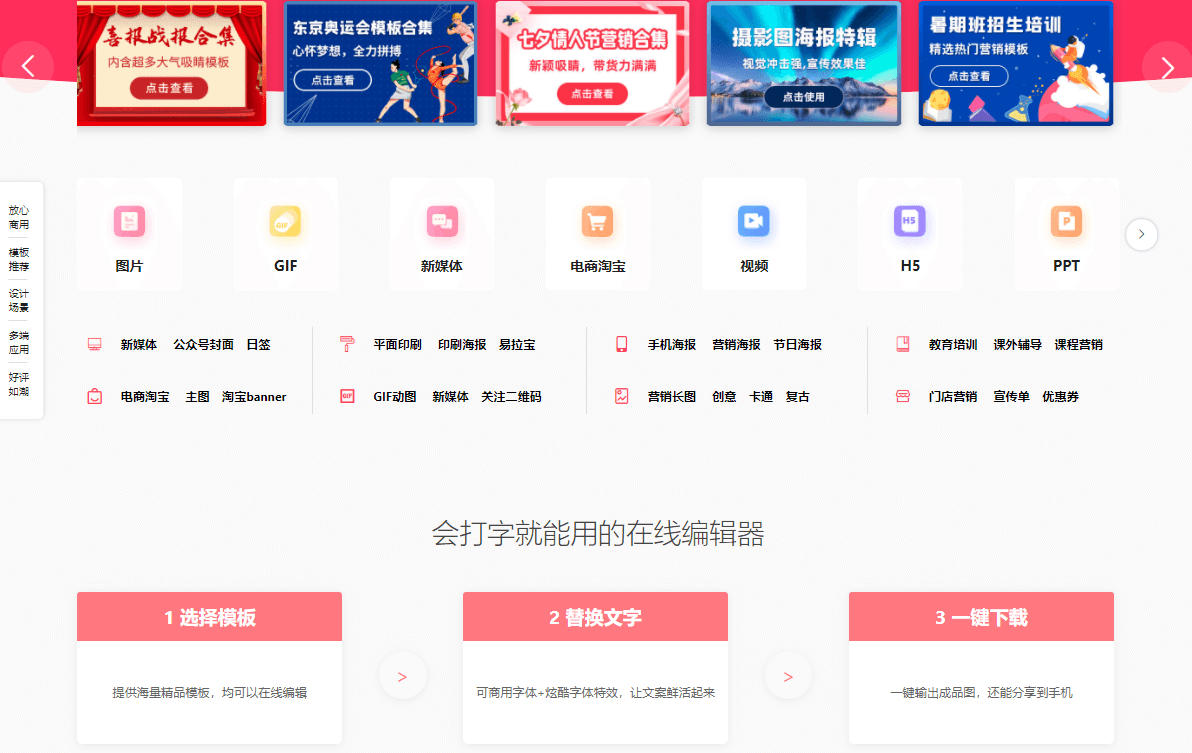 喜报战报合集
内含超多大气吸睛模板
点击查看
东京奥运会模板合集
心怀梦想，全力拼搏
点击查看
七夕情人节营销合集
新颖吸睛，带货力满满
点击查看
摄影图海报特辑
视觉冲击强,宣传效果佳
点击使用
暑期班招生培训
精选热门营销模板
点击查看
放心
商用
模板
推荐
设计
场景
多端
应用
好评
如潮
图片
GIF
GIF
新媒体
电商淘宝
视频
H5
H5
P
PPT
新媒体 公众号封面 日签
平面印刷 印刷海报 易拉宝
手机海报 营销海报 节日海报
教育培训 课外辅导 课程营销
电商淘宝 主图 淘宝banner
GIF
GIF动图 新媒体 关注二维码
营销长图 创意 卡通 复古
门店营销 宣传单 优惠券
会打字就能用的在线编辑器
1 选择模板
提供海量精品模板，均可以在线编辑
>
2 替换文字
可商用字体+炫酷字体特效，让文案鲜活起来
>
3 一键下载
一键输出成品图，还能分享到手机